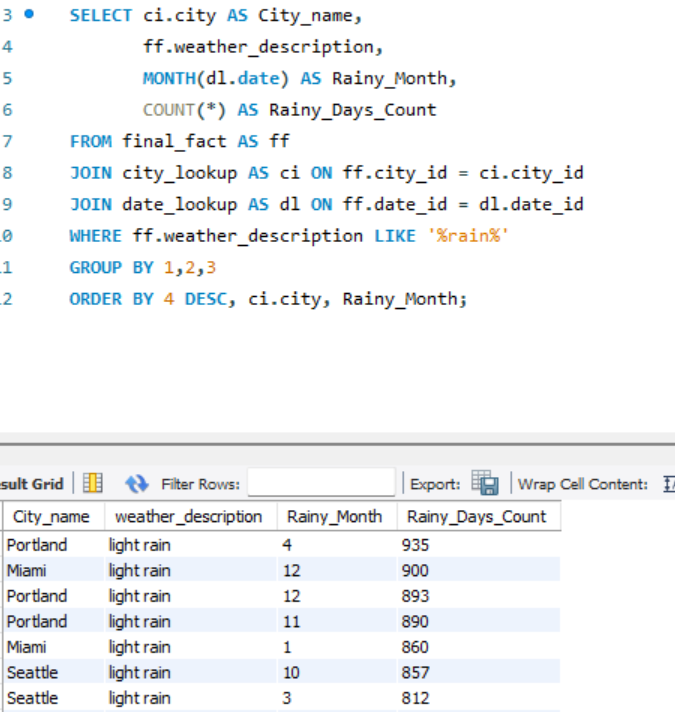 3 SELECT ci.city AS City_name,
4 ff.weather_description,
5 MONTH(dl.date) AS Rainy_Month,
6 COUNT(*) AS Rainy_Days_Count
7 FROM final_fact AS ff
8 JOIN city_lookup AS ci ON ff.city_id = ci.city_id
9 JOIN date_lookup AS dl ON ff.date_id = dl.date_id
0 WHERE ff.weather_description LIKE '%rain%'
1 GROUP BY 1,2,3
2 ORDER BY 4 DESC, ci.city, Rainy_Month;
sult Grid Filter Rows: Export: Wrap Cell Content:
City_name weather_description Rainy_Month Rainy_Days_Count
Portland light rain 4 935
Miami light rain 12 900
Portland light rain 12 893
Portland light rain 11 890
Miami light rain 1 860
Seattle light rain 10 857
Seattle light rain 3 812